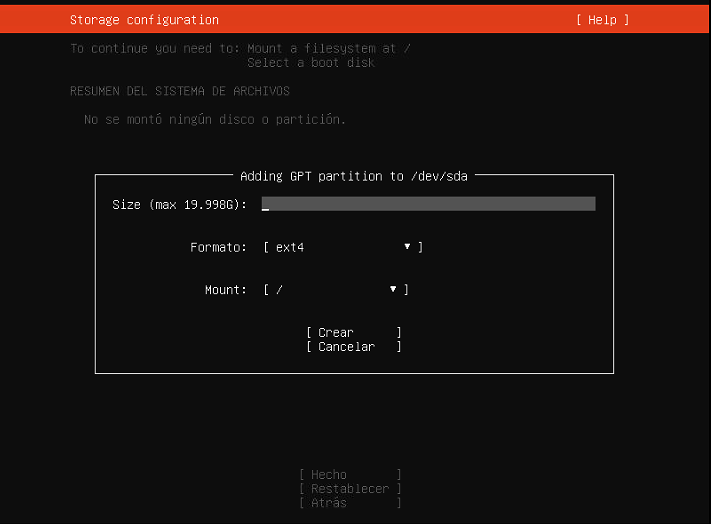 Storage configuration [ Help ]
To continue you need to: Mount a filesystem at /
Select a boot disk
RESUMEN DEL SISTEMA DE ARCHIVOS
No se montó ningún disco o partición.
Adding GPT partition to /dev/sda
Size (max 19.998G):
Formato: [ ext4 ▼ ]
Mount: [ / ▼ ]
[ Crear ]
[ Cancelar ]
[ Hecho ]
[ Restablecer ]
[ Atrás ]